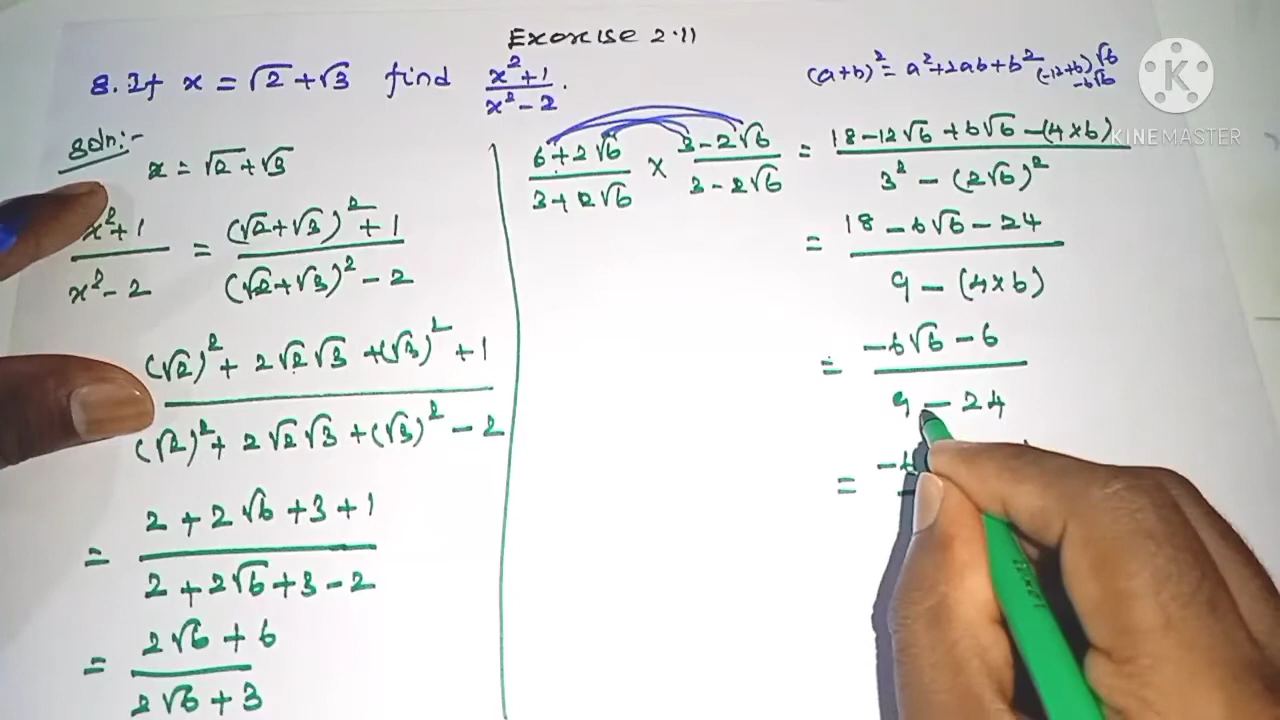 Exercise 2.11
8. If x = √2 + √3 find (x² + 1)/(x² - 2).
(a+b)² = a² + 2ab + b²
(-12+6)√6
-6√6
K
KINEMASTER
Soln:-
x = √2 + √3
(x² + 1)/(x² - 2) = ((√2+√3)² + 1)/((√2+√3)² - 2)
((√2)² + 2√2√3 + (√3)² + 1)/((√2)² + 2√2√3 + (√3)² - 2)
= (2 + 2√6 + 3 + 1)/(2 + 2√6 + 3 - 2)
= (2√6 + 6)/(2√6 + 3)
(6 + 2√6)/(3 + 2√6) × (3 - 2√6)/(3 - 2√6) = (18 - 12√6 + 6√6 - (4×6))/(3² - (2√6)²)
= (18 - 6√6 - 24)/(9 - (4×6))
= (-6√6 - 6)/(9 - 24)
=